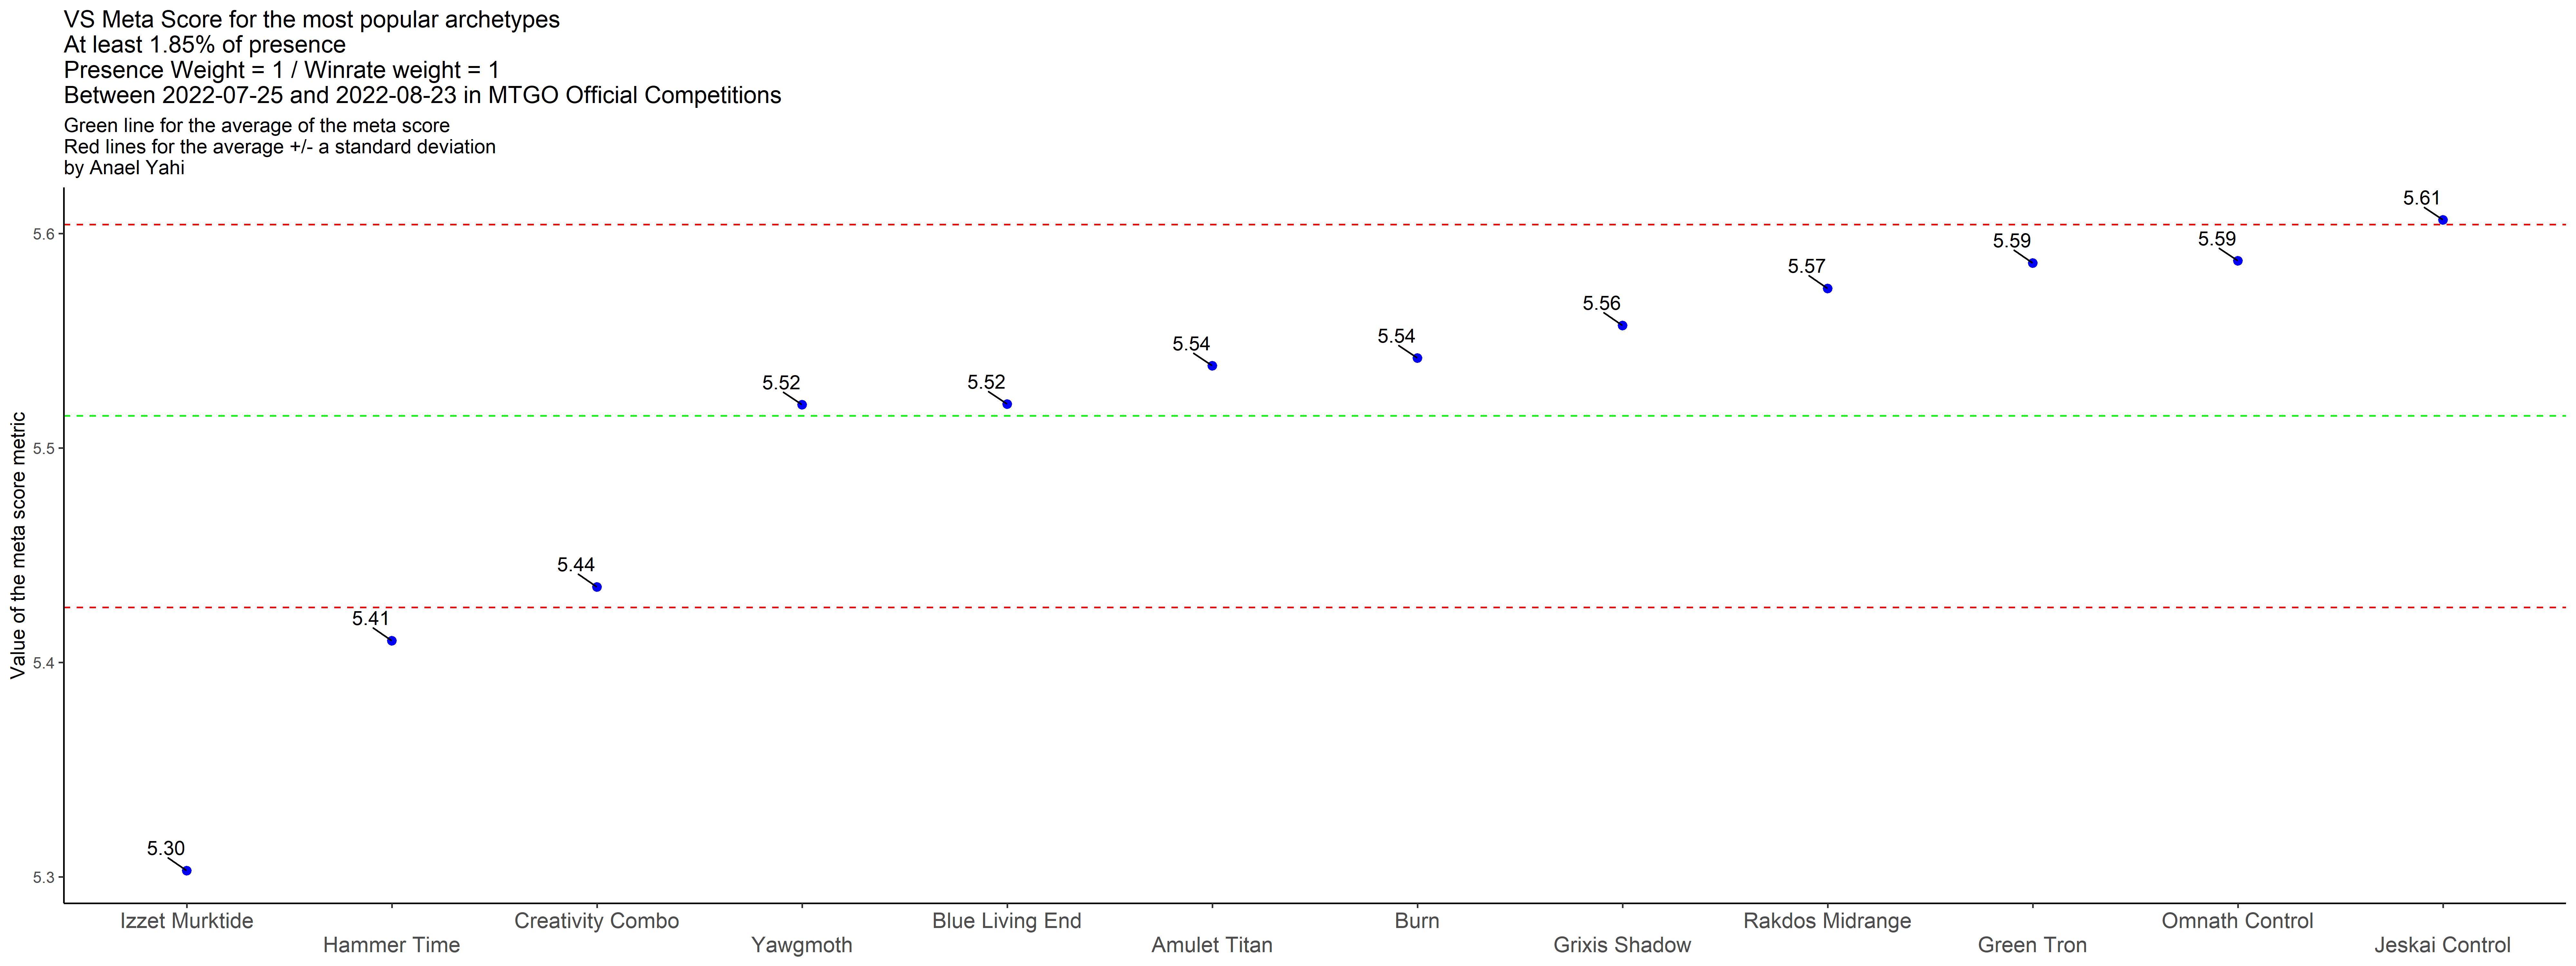 VS Meta Score for the most popular archetypes
At least 1.85% of presence
Presence Weight = 1 / Winrate weight = 1
Between 2022-07-25 and 2022-08-23 in MTGO Official Competitions
Green line for the average of the meta score
Red lines for the average +/- a standard deviation
by Anael Yahi
Value of the meta score metric
5.6
5.5
5.4
5.3
5.30
5.41
5.44
5.52
5.52
5.54
5.54
5.56
5.57
5.59
5.59
5.61
Izzet Murktide
Hammer Time
Creativity Combo
Yawgmoth
Blue Living End
Amulet Titan
Burn
Grixis Shadow
Rakdos Midrange
Green Tron
Omnath Control
Jeskai Control